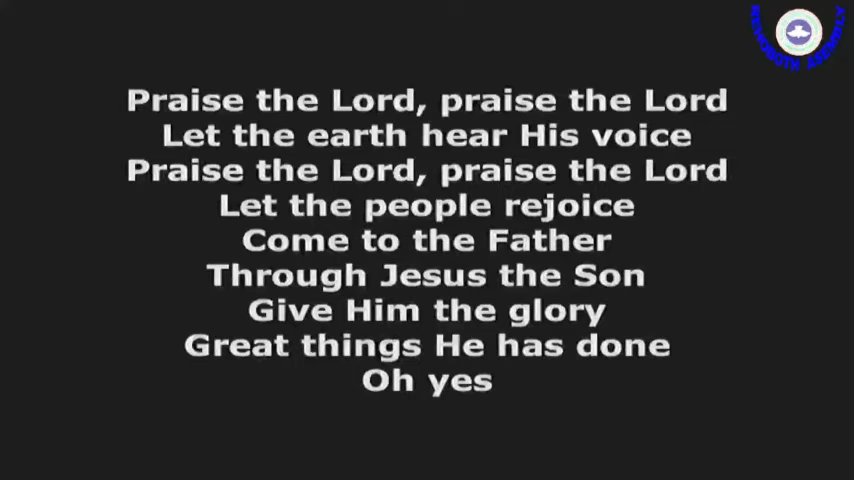 REHOBOTH ASEMBLY
Praise the Lord, praise the Lord
Let the earth hear His voice
Praise the Lord, praise the Lord
Let the people rejoice
Come to the Father
Through Jesus the Son
Give Him the glory
Great things He has done
Oh yes